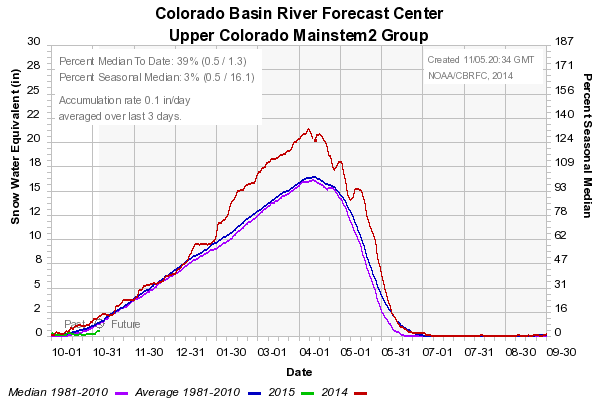 Colorado Basin River Forecast Center
Upper Colorado Mainstem2 Group
Percent Median To Date: 39% (0.5 / 1.3)
Percent Seasonal Median: 3% (0.5 / 16.1)
Accumulation rate 0.1 in/day
averaged over last 3 days.
Created 11/05.20:34 GMT
NOAA/CBRFC, 2014
Snow Water Equivalent (in)
30
28
25
22
20
18
15
12
10
8
5
2
0
Percent Seasonal Median
187
171
156
140
124
109
93
78
62
47
31
16
0
Future
10-01 10-31 11-30 12-31 01-30 03-01 04-01 05-01 05-31 07-01 07-31 08-30 09-30
Date
Median 1981-2010 Average 1981-2010 2015 2014